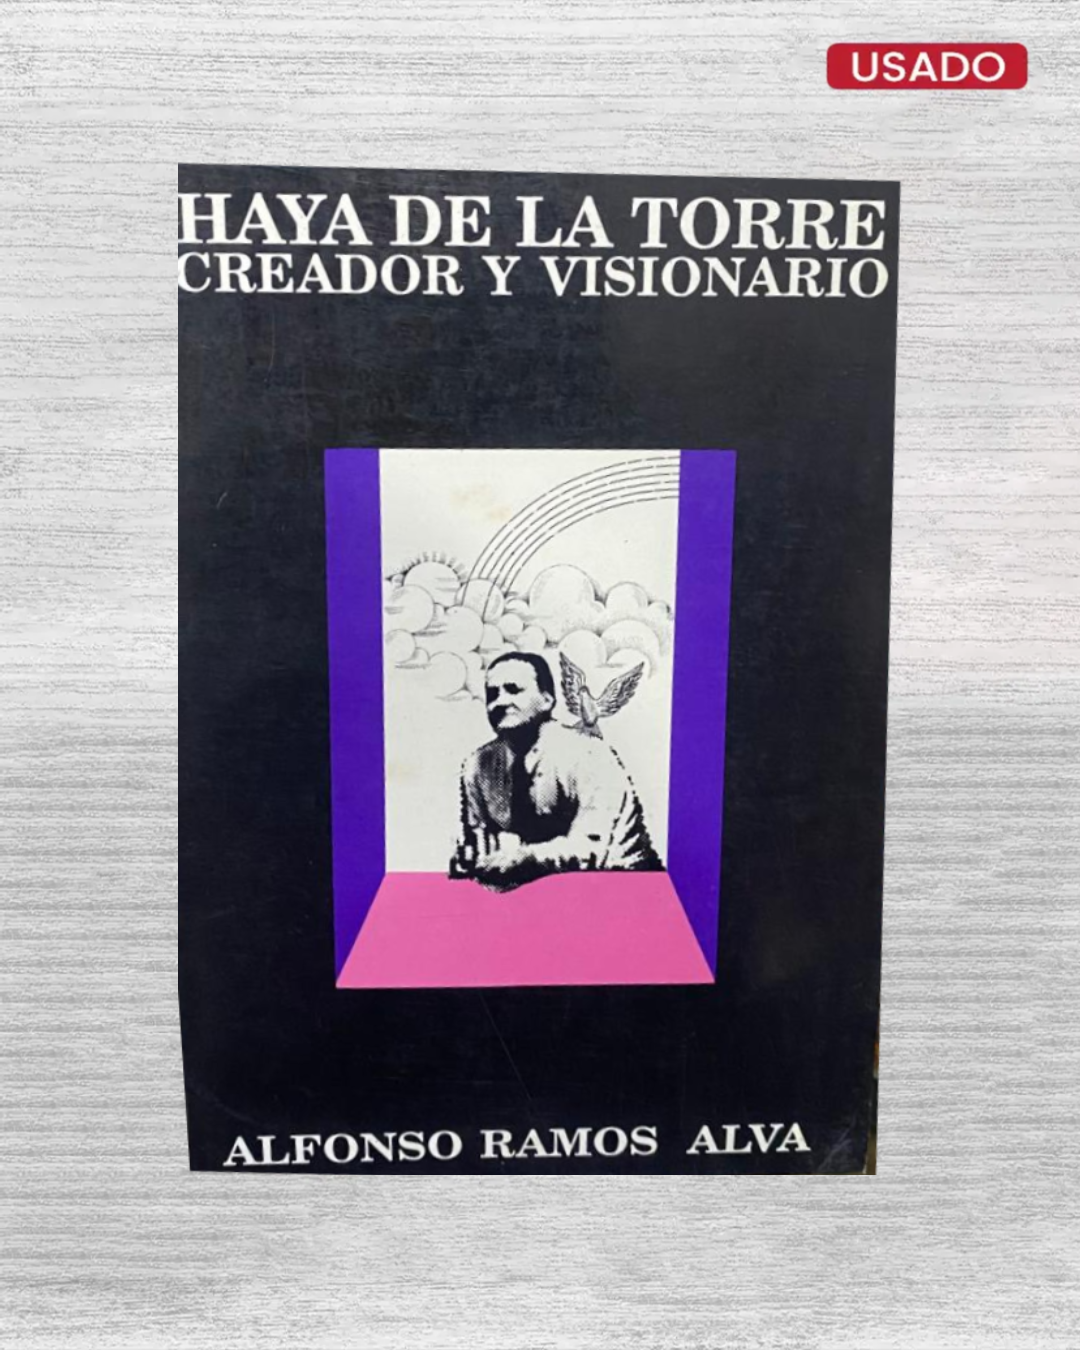 USADO
HAYA DE LA TORRE
CREADOR Y VISIONARIO
ALFONSO RAMOS ALVA